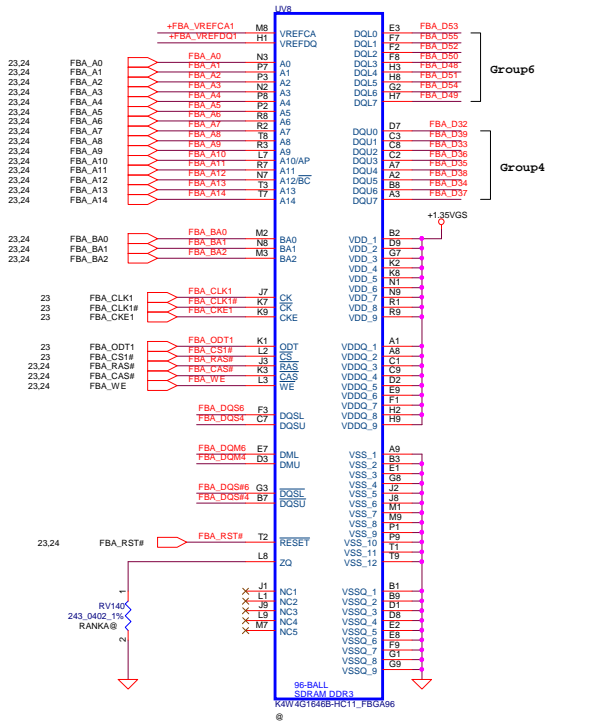 UV8
+FBA_VREFCA1 M8 VREFCA
+FBA_VREFDQ1 H1 VREFDQ
23,24 FBA_A0 FBA_A0 N3 A0
23,24 FBA_A1 FBA_A1 P7 A1
23,24 FBA_A2 FBA_A2 P3 A2
23,24 FBA_A3 FBA_A3 N2 A3
23,24 FBA_A4 FBA_A4 P8 A4
23,24 FBA_A5 FBA_A5 P2 A5
23,24 FBA_A6 FBA_A6 R8 A6
23,24 FBA_A7 FBA_A7 R2 A7
23,24 FBA_A8 FBA_A8 T8 A8
23,24 FBA_A9 FBA_A9 R3 A9
23,24 FBA_A10 FBA_A10 L7 A10/AP
23,24 FBA_A11 FBA_A11 R7 A11
23,24 FBA_A12 FBA_A12 N7 A12/BC
23,24 FBA_A13 FBA_A13 T3 A13
23,24 FBA_A14 FBA_A14 T7 A14
23,24 FBA_BA0 FBA_BA0 M2 BA0
23,24 FBA_BA1 FBA_BA1 N8 BA1
23,24 FBA_BA2 FBA_BA2 M3 BA2
23 FBA_CLK1 FBA_CLK1 J7 CK
23 FBA_CLK1# FBA_CLK1# K7 CK
23 FBA_CKE1 FBA_CKE1 K9 CKE
23 FBA_ODT1 FBA_ODT1 K1 ODT
23 FBA_CS1# FBA_CS1# L2 CS
23,24 FBA_RAS# FBA_RAS# J3 RAS
23,24 FBA_CAS# FBA_CAS# K3 CAS
23,24 FBA_WE FBA_WE L3 WE
FBA_DQS6 F3 DQSL
FBA_DQS4 C7 DQSU
FBA_DQM6 E7 DML
FBA_DQM4 D3 DMU
FBA_DQS#6 G3 DQSL
FBA_DQS#4 B7 DQSU
23,24 FBA_RST# FBA_RST# T2 RESET
L8 ZQ
1
RV140
243_0402_1%
RANKA@
2
J1 NC1
L1 NC2
J9 NC3
L9 NC4
M7 NC5
DQL0 E3 FBA_D53
DQL1 F7 FBA_D55
DQL2 F2 FBA_D52
DQL3 F8 FBA_D50
DQL4 H3 FBA_D48
DQL5 H8 FBA_D51
DQL6 G2 FBA_D54
DQL7 H7 FBA_D49
Group6
DQU0 D7 FBA_D32
DQU1 C3 FBA_D39
DQU2 C8 FBA_D33
DQU3 C2 FBA_D36
DQU4 A7 FBA_D35
DQU5 A2 FBA_D38
DQU6 B8 FBA_D34
DQU7 A3 FBA_D37
Group4
+1.35VGS
VDD_1 B2
VDD_2 D9
VDD_3 G7
VDD_4 K2
VDD_5 K8
VDD_6 N1
VDD_7 N9
VDD_8 R1
VDD_9 R9
VDDQ_1 A1
VDDQ_2 A8
VDDQ_3 C1
VDDQ_4 C9
VDDQ_5 D2
VDDQ_6 E9
VDDQ_7 F1
VDDQ_8 H2
VDDQ_9 H9
VSS_1 A9
VSS_2 B3
VSS_3 E1
VSS_4 G8
VSS_5 J2
VSS_6 J8
VSS_7 M1
VSS_8 M9
VSS_9 P1
VSS_10 P9
VSS_11 T1
VSS_12 T9
VSSQ_1 B1
VSSQ_2 B9
VSSQ_3 D1
VSSQ_4 D8
VSSQ_5 E2
VSSQ_6 E8
VSSQ_7 F9
VSSQ_8 G1
VSSQ_9 G9
96-BALL
SDRAM DDR3
K4W4G1646B-HC11_FBGA96
@